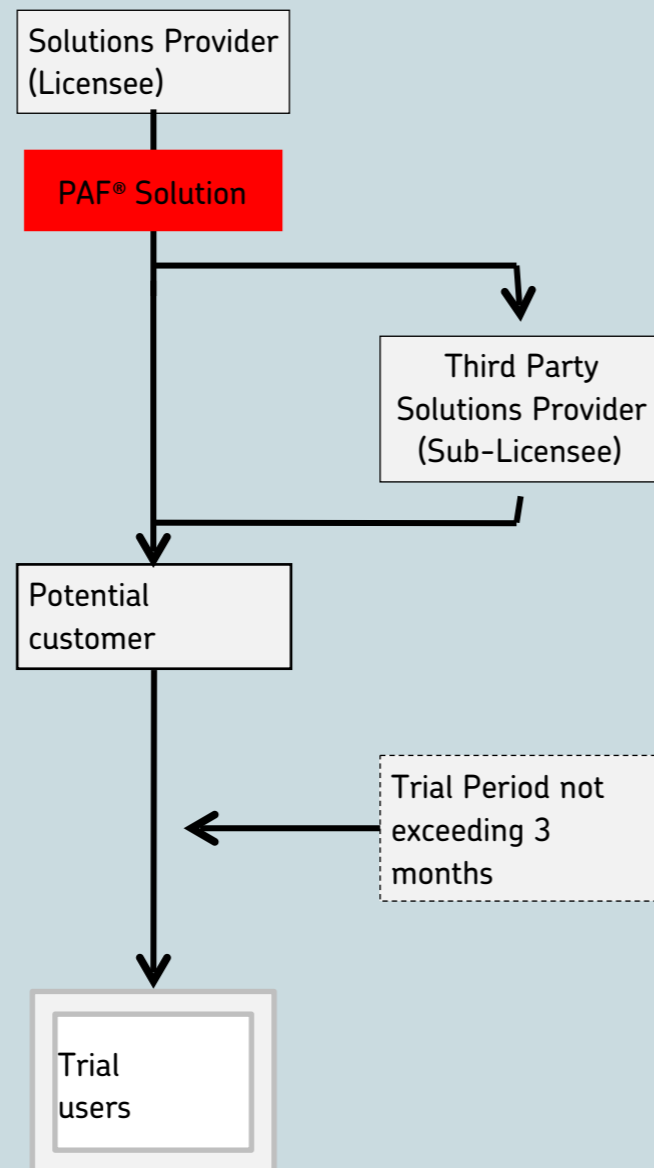 Solutions Provider
(Licensee)
PAF® Solution
Third Party
Solutions Provider
(Sub-Licensee)
Potential
customer
Trial Period not
exceeding 3
months
Trial
users